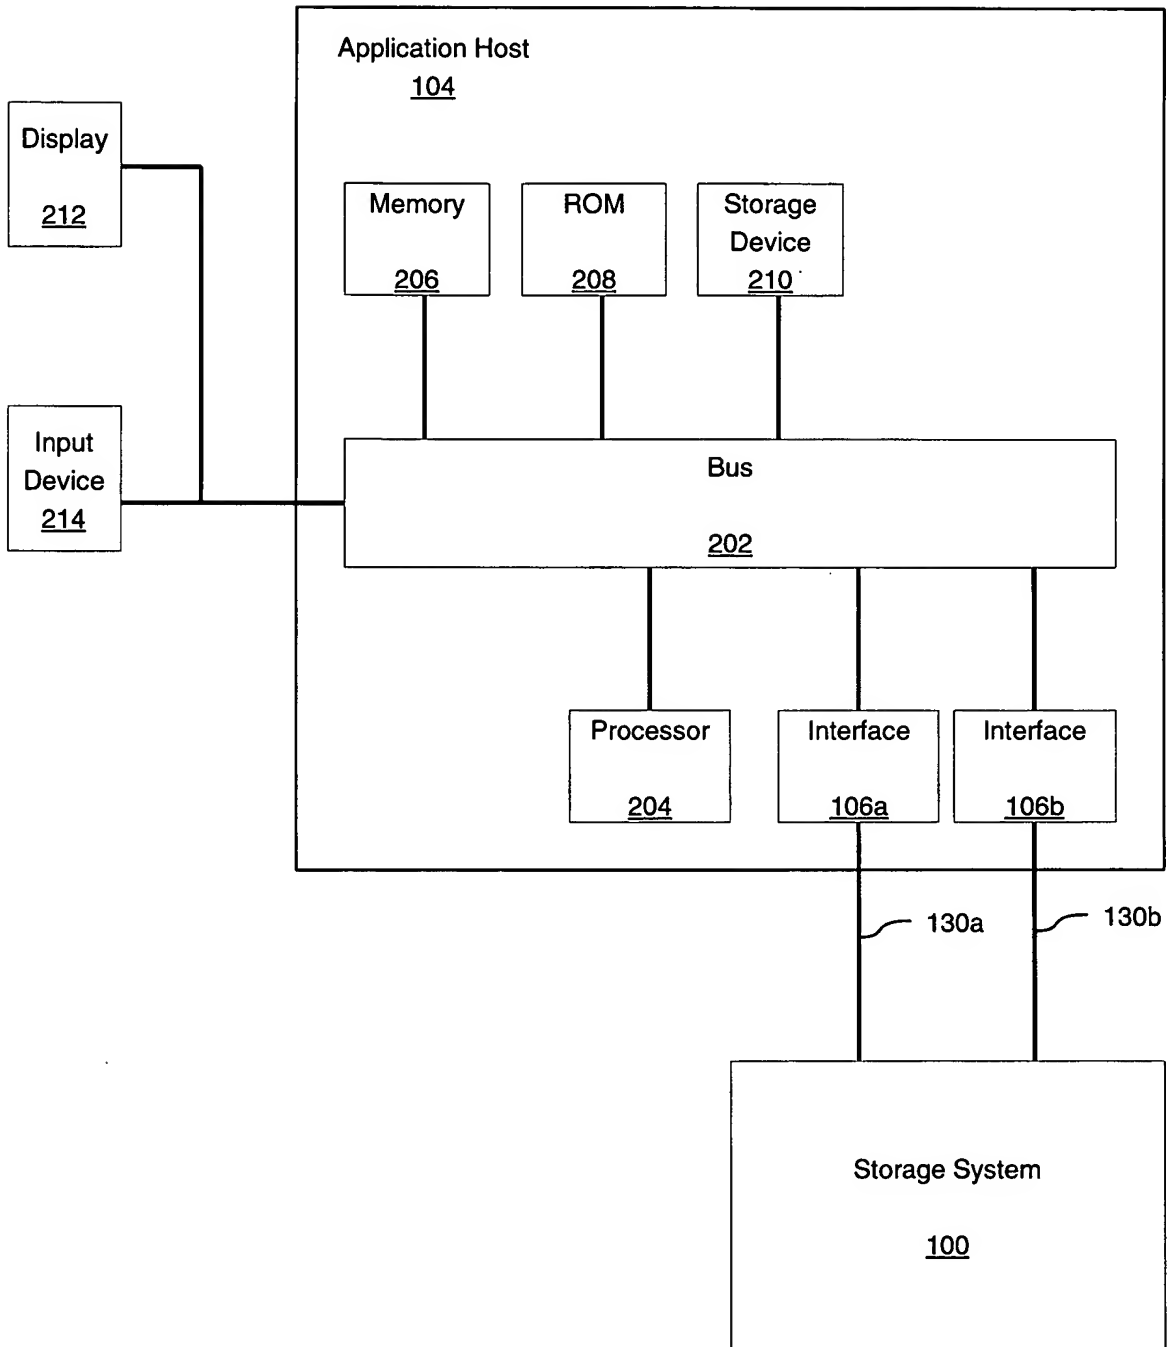 Application Host
104
Display
212
Memory
206
ROM
208
Storage
Device
210
Input
Device
214
Bus
202
Processor
204
Interface
106a
Interface
106b
130a
130b
Storage System
100